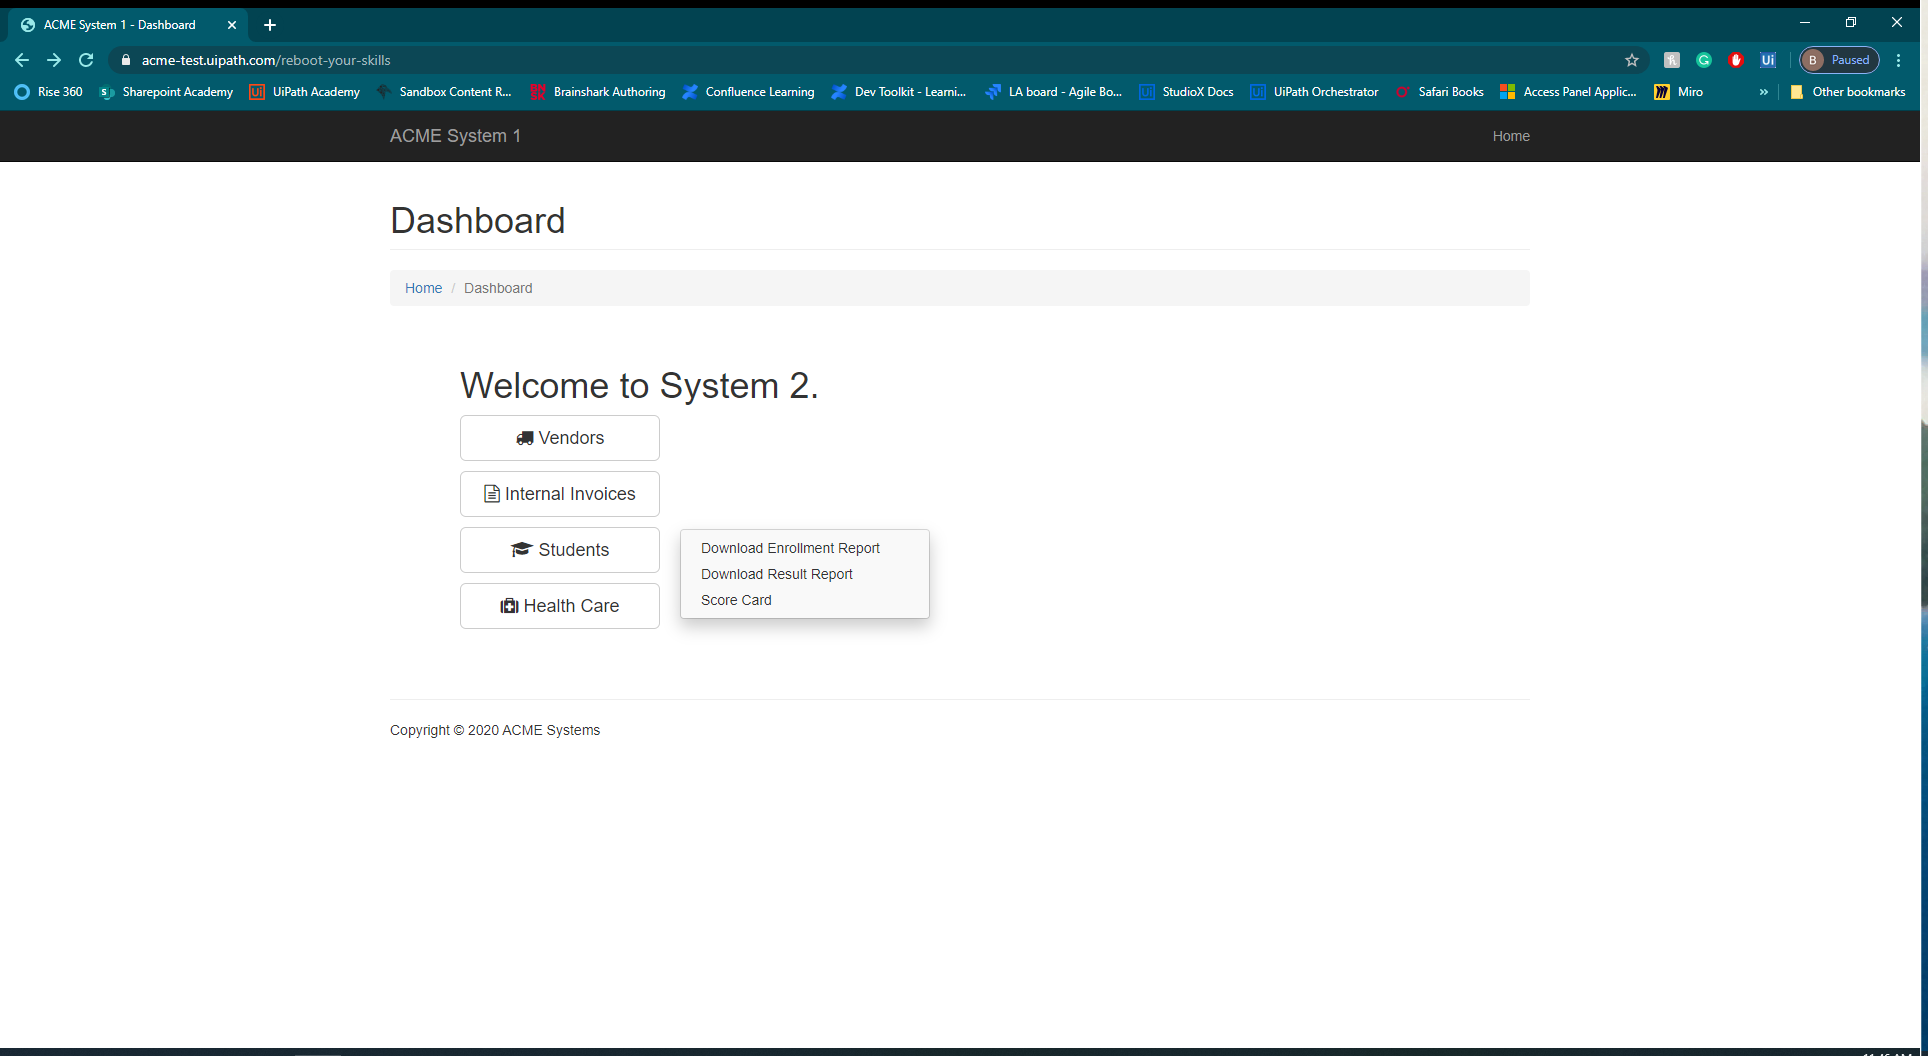 ACME System 1 - Dashboard
acme-test.uipath.com/reboot-your-skills
B Paused
Rise 360 Sharepoint Academy UiPath Academy Sandbox Content R... Brainshark Authoring Confluence Learning Dev Toolkit - Learni... LA board - Agile Bo... StudioX Docs UiPath Orchestrator Safari Books Access Panel Applic... Miro » Other bookmarks
ACME System 1 Home
Dashboard
Home / Dashboard
Welcome to System 2.
Vendors
Internal Invoices
Students
Health Care
Download Enrollment Report
Download Result Report
Score Card
Copyright © 2020 ACME Systems